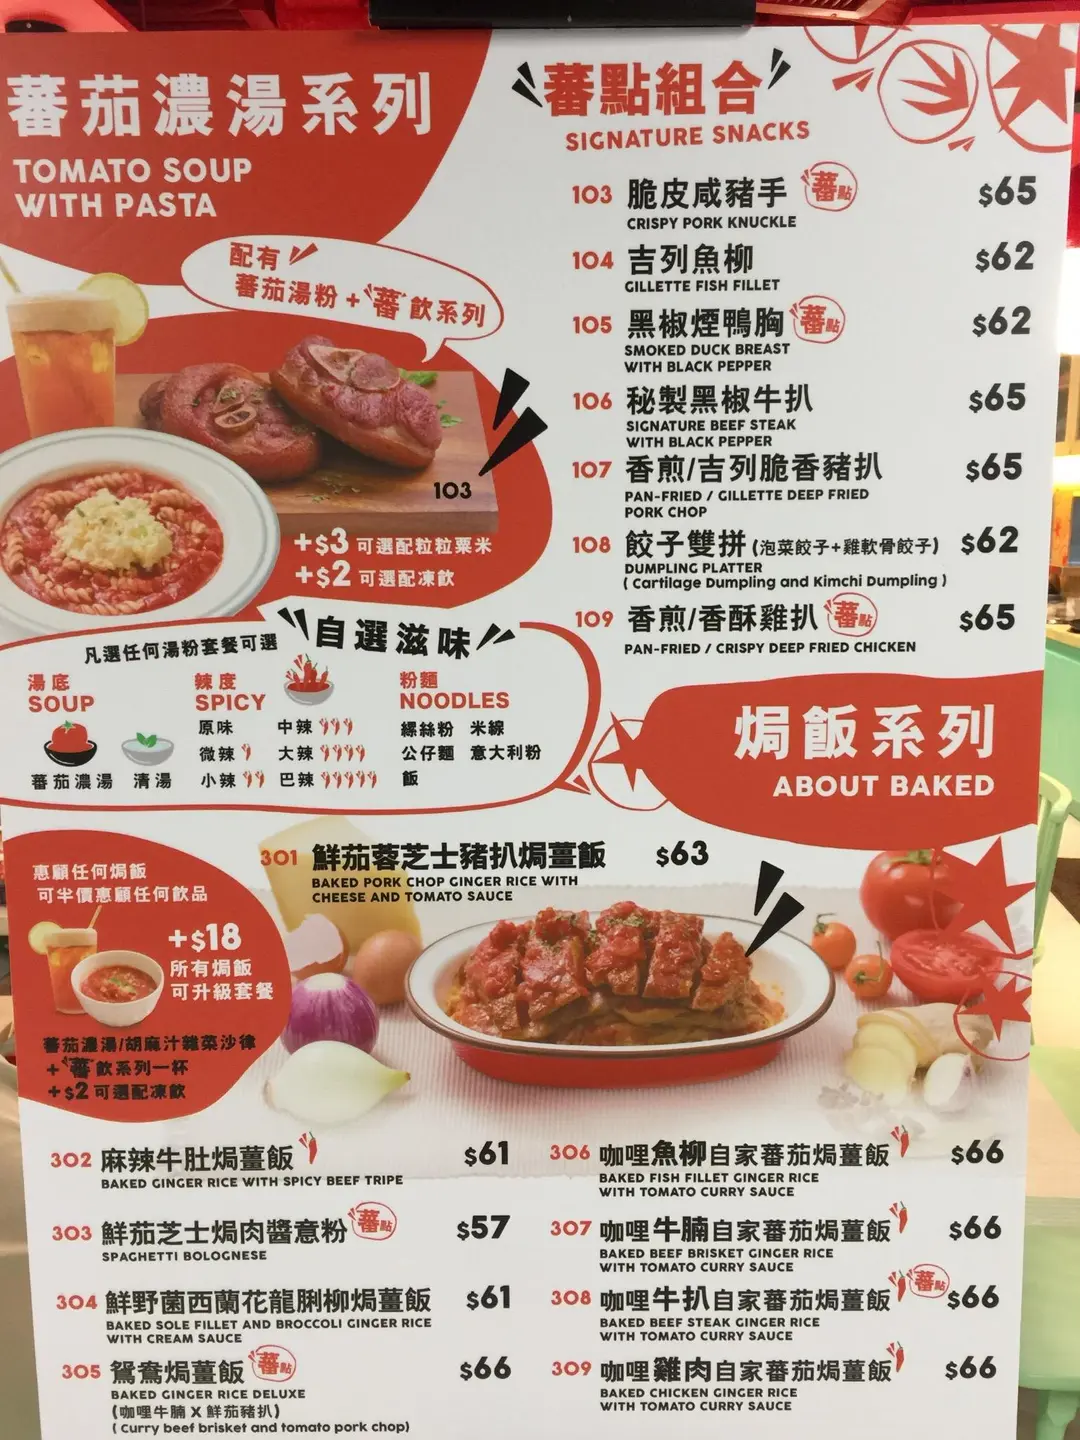 蕃茄濃湯系列
TOMATO SOUP
WITH PASTA
配有
蕃茄湯粉 + "蕃" 飲系列
103
+$3 可選配粒粒粟米
+$2 可選配凍飲
蕃點組合
SIGNATURE SNACKS
103 脆皮咸豬手 蕃點 $65
CRISPY PORK KNUCKLE
104 吉列魚柳 $62
GILLETTE FISH FILLET
105 黑椒煙鴨胸 蕃點 $62
SMOKED DUCK BREAST
WITH BLACK PEPPER
106 秘製黑椒牛扒 $65
SIGNATURE BEEF STEAK
WITH BLACK PEPPER
107 香煎/吉列脆香豬扒 $65
PAN-FRIED / GILLETTE DEEP FRIED
PORK CHOP
108 餃子雙拼 (泡菜餃子+雞軟骨餃子) $62
DUMPLING PLATTER
( Cartilage Dumpling and Kimchi Dumpling )
109 香煎/香酥雞扒 蕃點 $65
PAN-FRIED / CRISPY DEEP FRIED CHICKEN
凡選任何湯粉套餐可選 自選滋味
湯底
SOUP
蕃茄濃湯 清湯
辣度
SPICY
原味 中辣
微辣 大辣
小辣 巴辣
粉麵
NOODLES
螺絲粉 米線
公仔麵 意大利粉
飯
焗飯系列
ABOUT BAKED
惠顧任何焗飯
可半價惠顧任何飲品
+$18
所有焗飯
可升級套餐
蕃茄濃湯/胡麻汁雜菜沙律
+ "蕃" 飲系列一杯
+$2 可選配凍飲
301 鮮茄蓉芝士豬扒焗薑飯 $63
BAKED PORK CHOP GINGER RICE WITH
CHEESE AND TOMATO SAUCE
302 麻辣牛肚焗薑飯 $61
BAKED GINGER RICE WITH SPICY BEEF TRIPE
303 鮮茄芝士焗肉醬意粉 蕃點 $57
SPAGHETTI BOLOGNESE
304 鮮野菌西蘭花龍脷柳焗薑飯 $61
BAKED SOLE FILLET AND BROCCOLI GINGER RICE
WITH CREAM SAUCE
305 鴛鴦焗薑飯 蕃點 $66
BAKED GINGER RICE DELUXE
(咖喱牛腩 X 鮮茄豬扒)
( Curry beef brisket and tomato pork chop)
306 咖喱魚柳自家蕃茄焗薑飯 $66
BAKED FISH FILLET GINGER RICE
WITH TOMATO CURRY SAUCE
307 咖喱牛腩自家蕃茄焗薑飯 $66
BAKED BEEF BRISKET GINGER RICE
WITH TOMATO CURRY SAUCE
308 咖喱牛扒自家蕃茄焗薑飯 蕃點 $66
BAKED BEEF STEAK GINGER RICE
WITH TOMATO CURRY SAUCE
309 咖喱雞肉自家蕃茄焗薑飯 $66
BAKED CHICKEN GINGER RICE
WITH TOMATO CURRY SAUCE